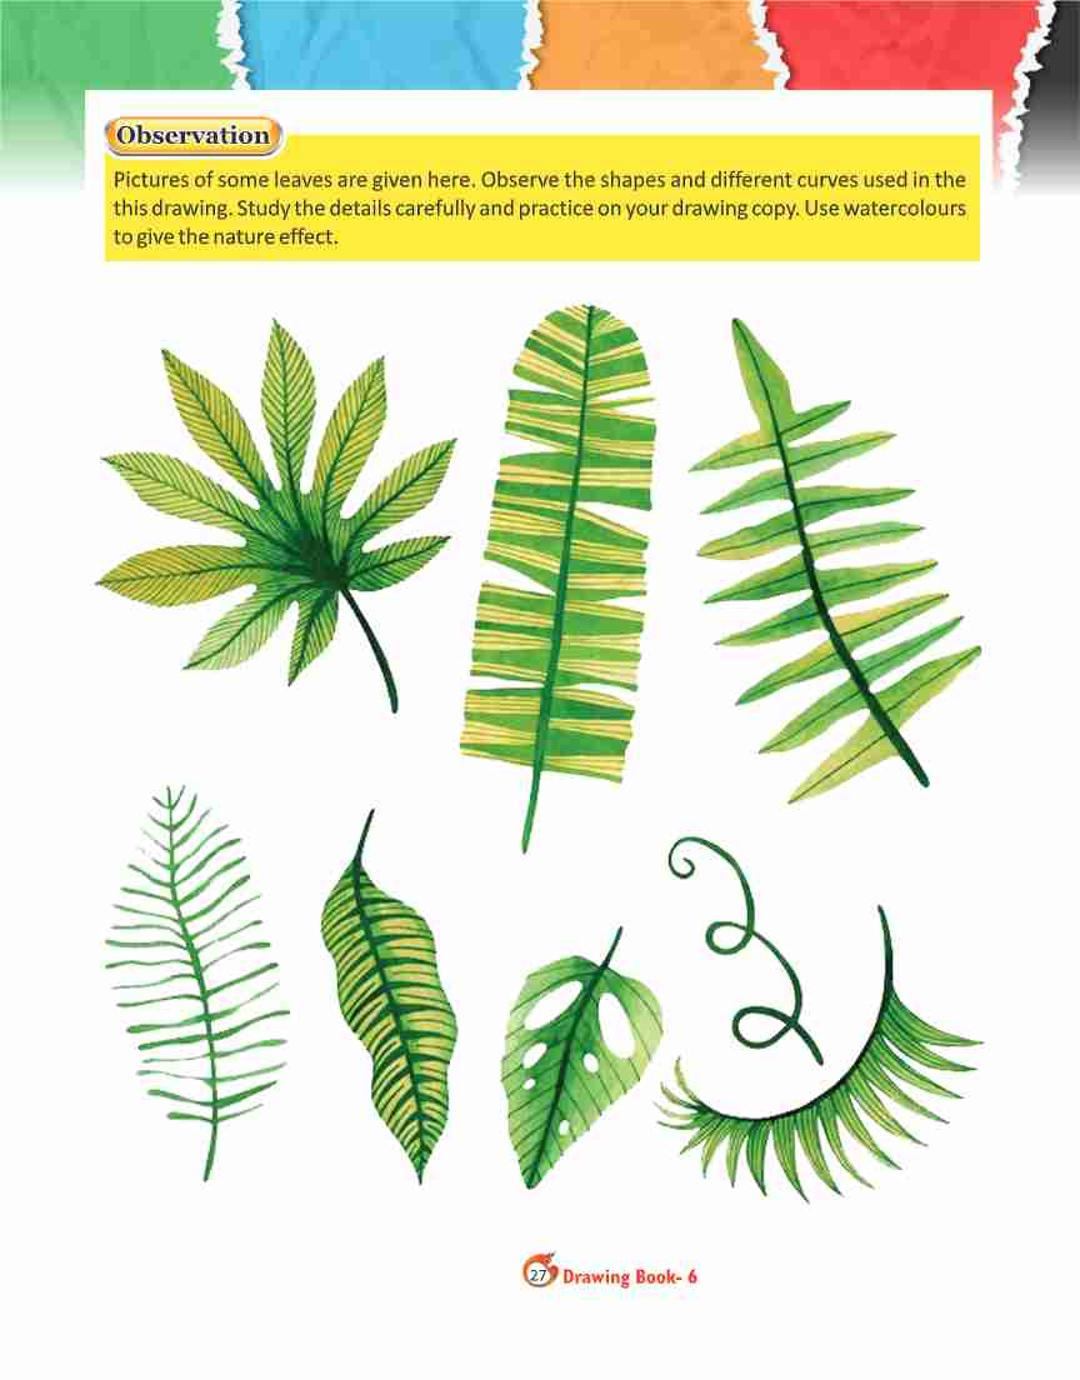 Observation
Pictures of some leaves are given here. Observe the shapes and different curves used in the
this drawing. Study the details carefully and practice on your drawing copy. Use watercolours
to give the nature effect.
27 Drawing Book- 6